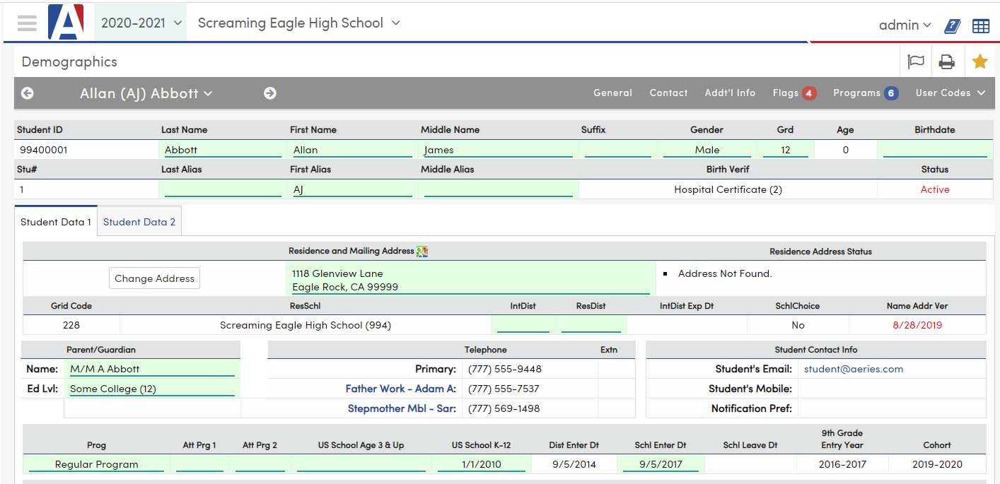 A 2020-2021 Screaming Eagle High School admin ?
Demographics
Allan (AJ) Abbott General Contact Addt'l Info Flags 4 Programs 6 User Codes
Student ID Last Name First Name Middle Name Suffix Gender Grd Age Birthdate
99400001 Abbott Allan James Male 12 0
Stu# Last Alias First Alias Middle Alias Birth Verif Status
1 AJ Hospital Certificate (2) Active
Student Data 1 Student Data 2
Residence and Mailing Address Residence Address Status
Change Address
1118 Glenview Lane
Eagle Rock, CA 99999
Address Not Found.
Grid Code ResSchl IntDist ResDist IntDist Exp Dt SchlChoice Name Addr Ver
228 Screaming Eagle High School (994) No 8/28/2019
Parent/Guardian Telephone Extn Student Contact Info
Name: M/M A Abbott Primary: (777) 555-9448 Student's Email: student@aeries.com
Ed Lvl: Some College (12) Father Work - Adam A: (777) 555-7537 Student's Mobile:
Stepmother Mbl - Sar: (777) 569-1498 Notification Pref:
Prog Att Prg 1 Att Prg 2 US School Age 3 & Up US School K-12 Dist Enter Dt Schl Enter Dt Schl Leave Dt 9th Grade Entry Year Cohort
Regular Program 1/1/2010 9/5/2014 9/5/2017 2016-2017 2019-2020